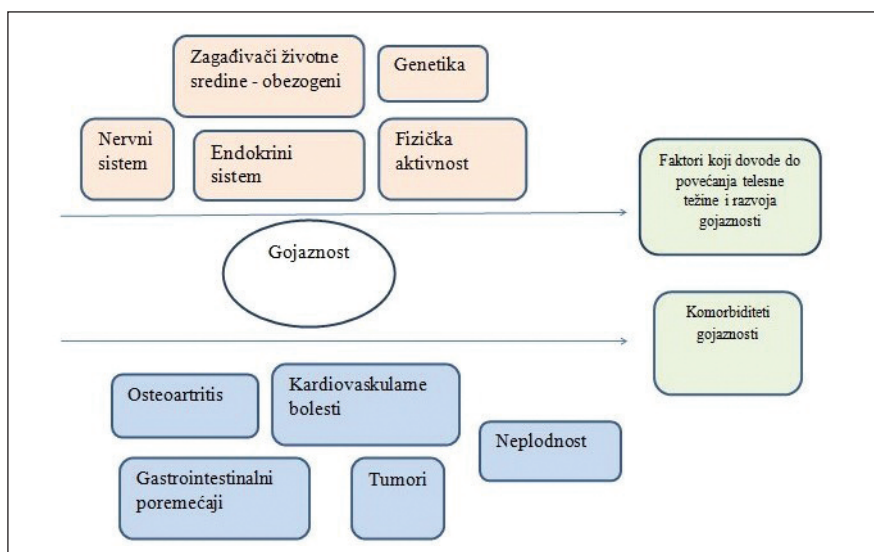 Zagađivači životne
sredine - obezogeni
Genetika
Nervni
sistem
Endokrini
sistem
Fizička
aktivnost
Faktori koji dovode do
povećanja telesne
težine i razvoja
gojaznosti
Gojaznost
Komorbiditeti
gojaznosti
Osteoartritis
Kardiovaskularne
bolesti
Neplodnost
Gastrointestinalni
poremećaji
Tumori